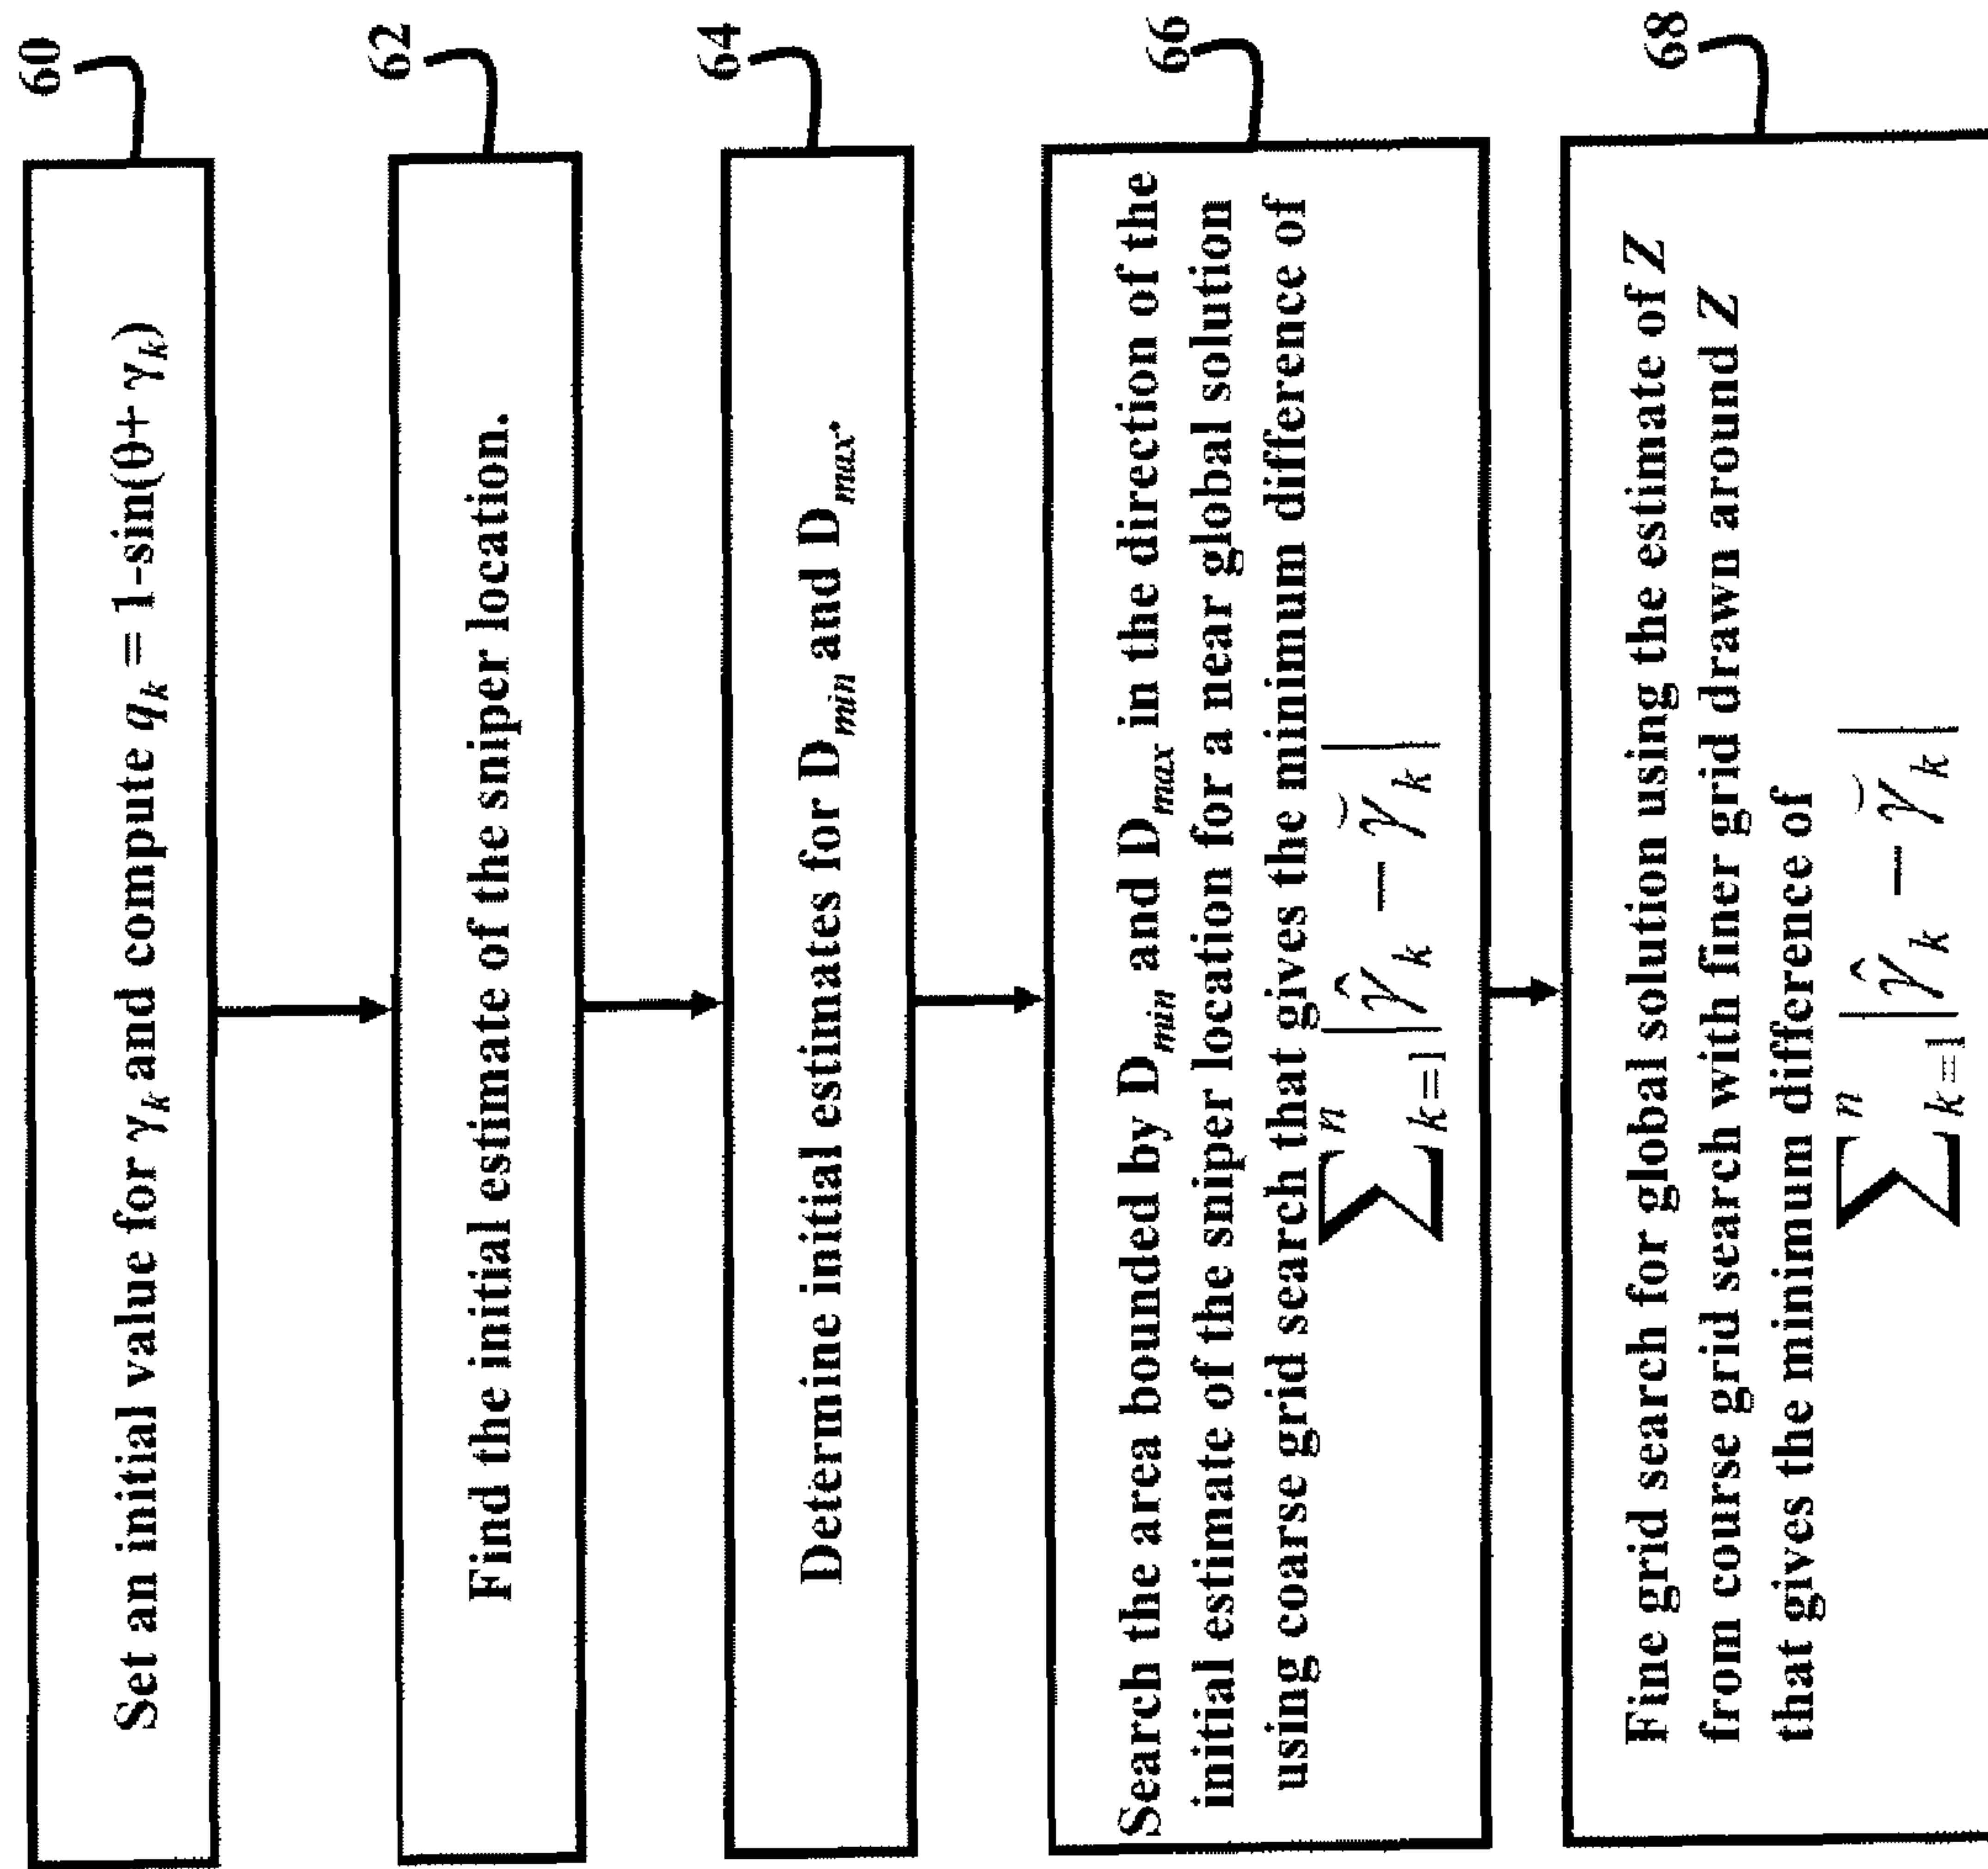 60
Set an initial value for γk and compute qk = 1-sin(θ+ γk)
62
Find the initial estimate of the sniper location.
64
Determine initial estimates for Dmin and Dmax.
66
Search the area bounded by Dmin and Dmax in the direction of the
initial estimate of the sniper location for a near global solution
using coarse grid search that gives the minimum difference of
∑ⁿk=1 |γ̂k − γ̆k|
68
Fine grid search for global solution using the estimate of Z
from course grid search with finer grid drawn around Z
that gives the minimum difference of
∑ⁿk=1 |γ̂k − γ̆k|